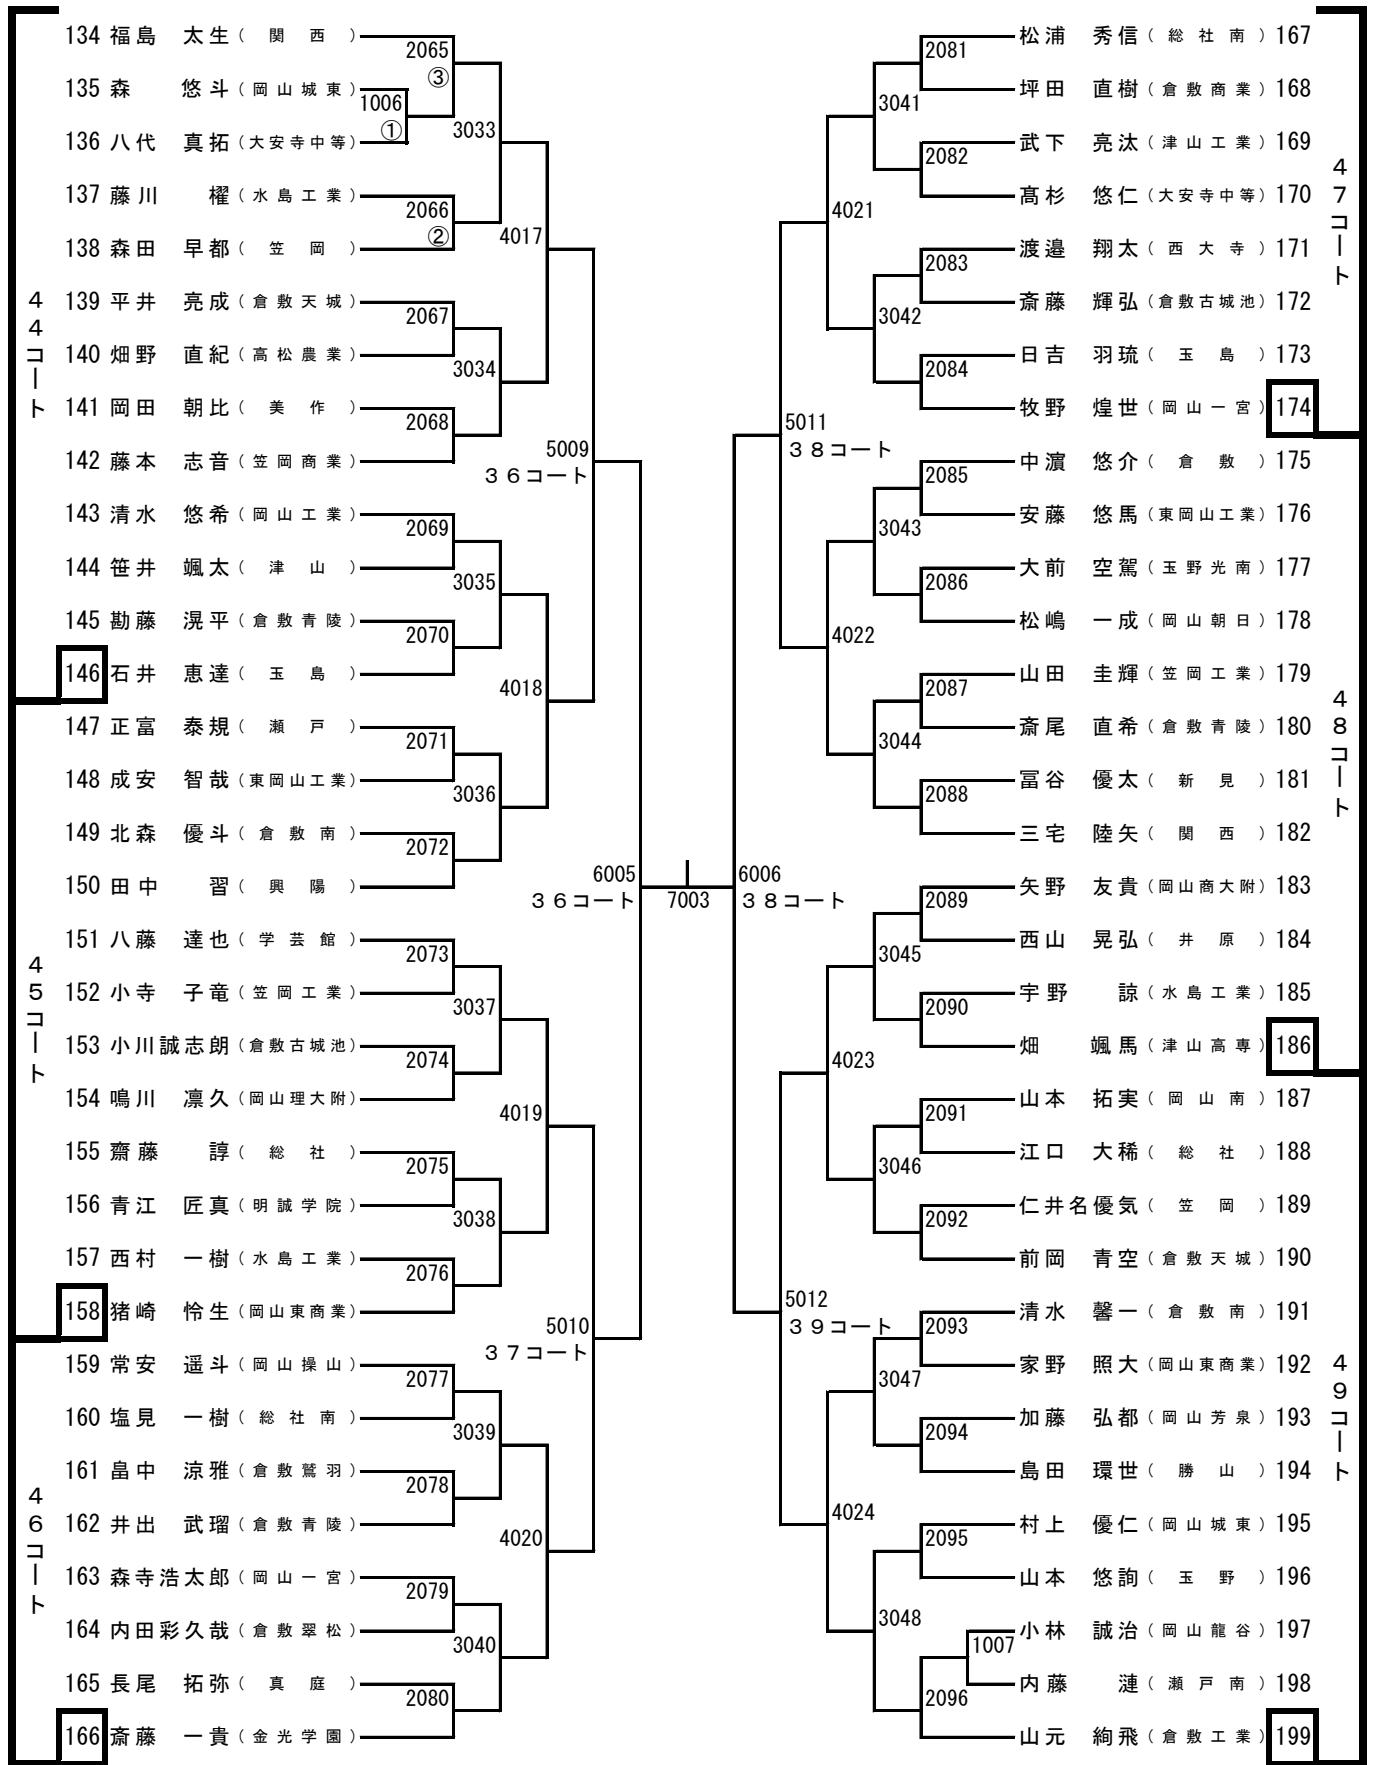 134 福島 太生 (関西)
2065
③
135 森 悠斗 (岡山城東)
1006
①
3033
136 八代 真拓 (大安寺中等)
137 藤川 櫂 (水島工業)
2066
②
4017
138 森田 早都 (笠岡)
139 平井 亮成 (倉敷天城)
2067
140 畑野 直紀 (高松農業)
3034
141 岡田 朝比 (美作)
2068
142 藤本 志音 (笠岡商業)
44コート
5009
36コート
143 清水 悠希 (岡山工業)
2069
144 笹井 颯太 (津山)
3035
145 勘藤 滉平 (倉敷青陵)
2070
146 石井 恵達 (玉島)
4018
147 正富 泰規 (瀬戸)
2071
148 成安 智哉 (東岡山工業)
3036
149 北森 優斗 (倉敷南)
2072
150 田中 習 (興陽)
6005
36コート
7003
151 八藤 達也 (学芸館)
2073
152 小寺 子竜 (笠岡工業)
3037
45コート
153 小川誠志朗 (倉敷古城池)
2074
154 鳴川 凛久 (岡山理大附)
4019
155 齋藤 諄 (総社)
2075
156 青江 匠真 (明誠学院)
3038
157 西村 一樹 (水島工業)
2076
158 猪崎 怜生 (岡山東商業)
5010
37コート
159 常安 遥斗 (岡山操山)
2077
160 塩見 一樹 (総社南)
3039
161 畠中 涼雅 (倉敷鷲羽)
2078
162 井出 武瑠 (倉敷青陵)
4020
46コート
163 森寺浩太郎 (岡山一宮)
2079
164 内田彩久哉 (倉敷翠松)
3040
165 長尾 拓弥 (真庭)
2080
166 斎藤 一貴 (金光学園)
松浦 秀信 (総社南) 167
2081
坪田 直樹 (倉敷商業) 168
3041
武下 亮汰 (津山工業) 169
2082
髙杉 悠仁 (大安寺中等) 170
4021
47コート
渡邉 翔太 (西大寺) 171
2083
斎藤 輝弘 (倉敷古城池) 172
3042
日吉 羽琉 (玉島) 173
2084
牧野 煌世 (岡山一宮) 174
5011
38コート
中濵 悠介 (倉敷) 175
2085
安藤 悠馬 (東岡山工業) 176
3043
大前 空駕 (玉野光南) 177
2086
松嶋 一成 (岡山朝日) 178
4022
山田 圭輝 (笠岡工業) 179
2087
斎尾 直希 (倉敷青陵) 180
3044
48コート
冨谷 優太 (新見) 181
2088
三宅 陸矢 (関西) 182
6006
38コート
矢野 友貴 (岡山商大附) 183
2089
西山 晃弘 (井原) 184
3045
宇野 諒 (水島工業) 185
2090
畑 颯馬 (津山高専) 186
4023
山本 拓実 (岡山南) 187
2091
江口 大稀 (総社) 188
3046
仁井名優気 (笠岡) 189
2092
前岡 青空 (倉敷天城) 190
5012
39コート
清水 馨一 (倉敷南) 191
2093
家野 照大 (岡山東商業) 192
3047
49コート
加藤 弘都 (岡山芳泉) 193
2094
島田 環世 (勝山) 194
4024
村上 優仁 (岡山城東) 195
2095
山本 悠詢 (玉野) 196
3048
小林 誠治 (岡山龍谷) 197
1007
内藤 漣 (瀬戸南) 198
2096
山元 絢飛 (倉敷工業) 199